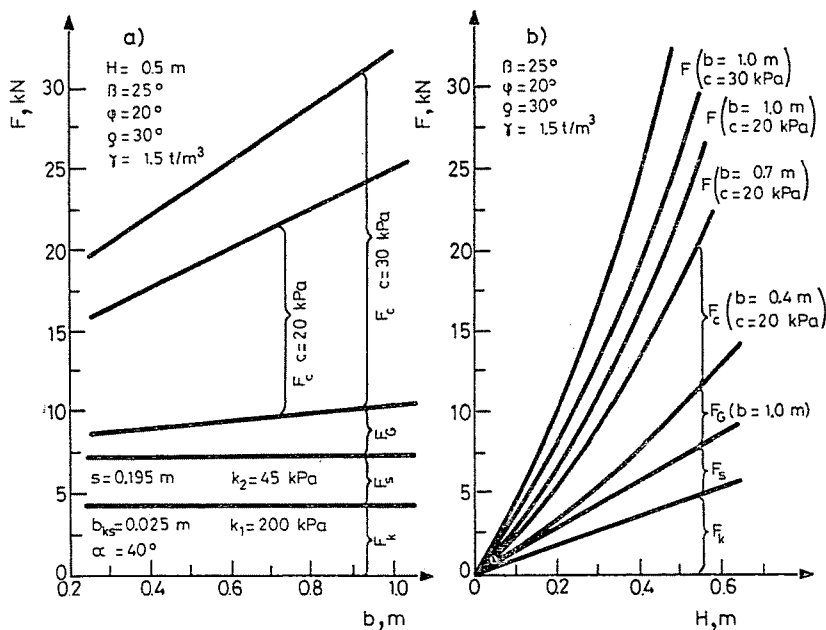 a)
H= 0.5 m
β=25°
φ=20°
ϱ=30°
γ= 1.5 t/m³
F, kN
30
25
20
15
10
5
0
F_c c=20 kPa
F_c c=30 kPa
F_G
F_s
F_k
s=0.195 m k₂=45 kPa
b_ks=0.025 m k₁=200 kPa
α =40°
0.2 0.4 0.6 0.8 1.0
b,m
b)
β=25°
φ=20°
ϱ=30°
γ= 1.5 t/m³
F, kN
30
25
20
15
10
5
0
F(b= 1.0 m
c=30 kPa)
F(b= 1.0 m
c=20 kPa)
F(b= 0.7 m
c=20 kPa)
F_c(b= 0.4 m
c=20 kPa)
F_G(b=1.0 m)
F_s
F_k
0 0.2 0.4 0.6
H,m